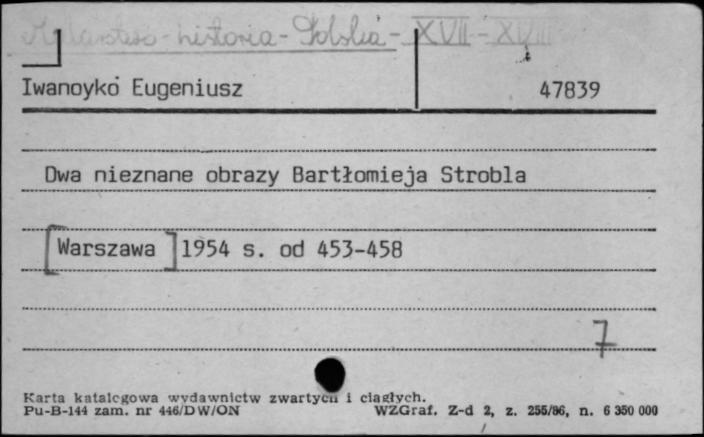 Malarstwo - historia - Polska - XVII - XVIII
Iwanoyko Eugeniusz 47839
Dwa nieznane obrazy Bartłomieja Strobla
[Warszawa] 1954 s. od 453-458
7
Karta katalogowa wydawnictw zwartych i ciągłych.
Pu-B-144 zam. nr 446/DW/ON WZGraf. Z-d 2, z. 255/86, n. 6 350 000